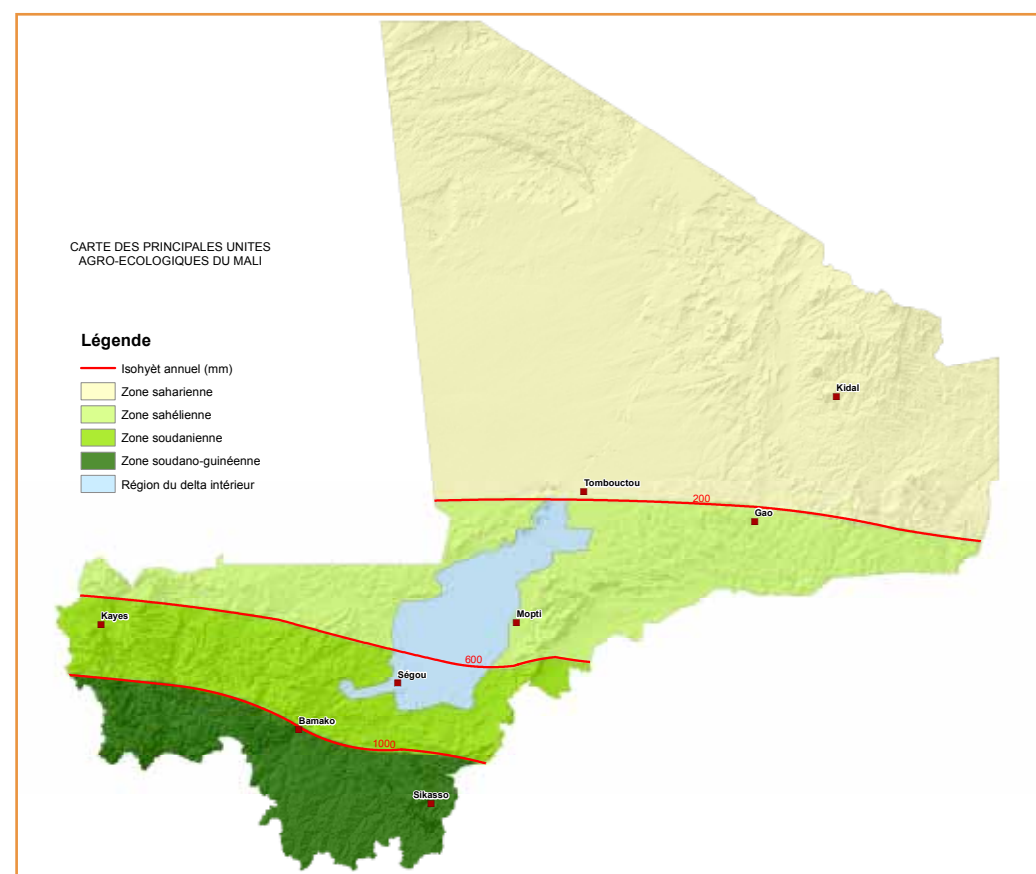 CARTE DES PRINCIPALES UNITES
AGRO-ECOLOGIQUES DU MALI
Légende
Isohyèt annuel (mm)
Zone saharienne
Zone sahélienne
Zone soudanienne
Zone soudano-guinéenne
Région du delta intérieur
Kidal
Tombouctou
200
Gao
Kayes
Mopti
600
Ségou
Bamako
1000
Sikasso